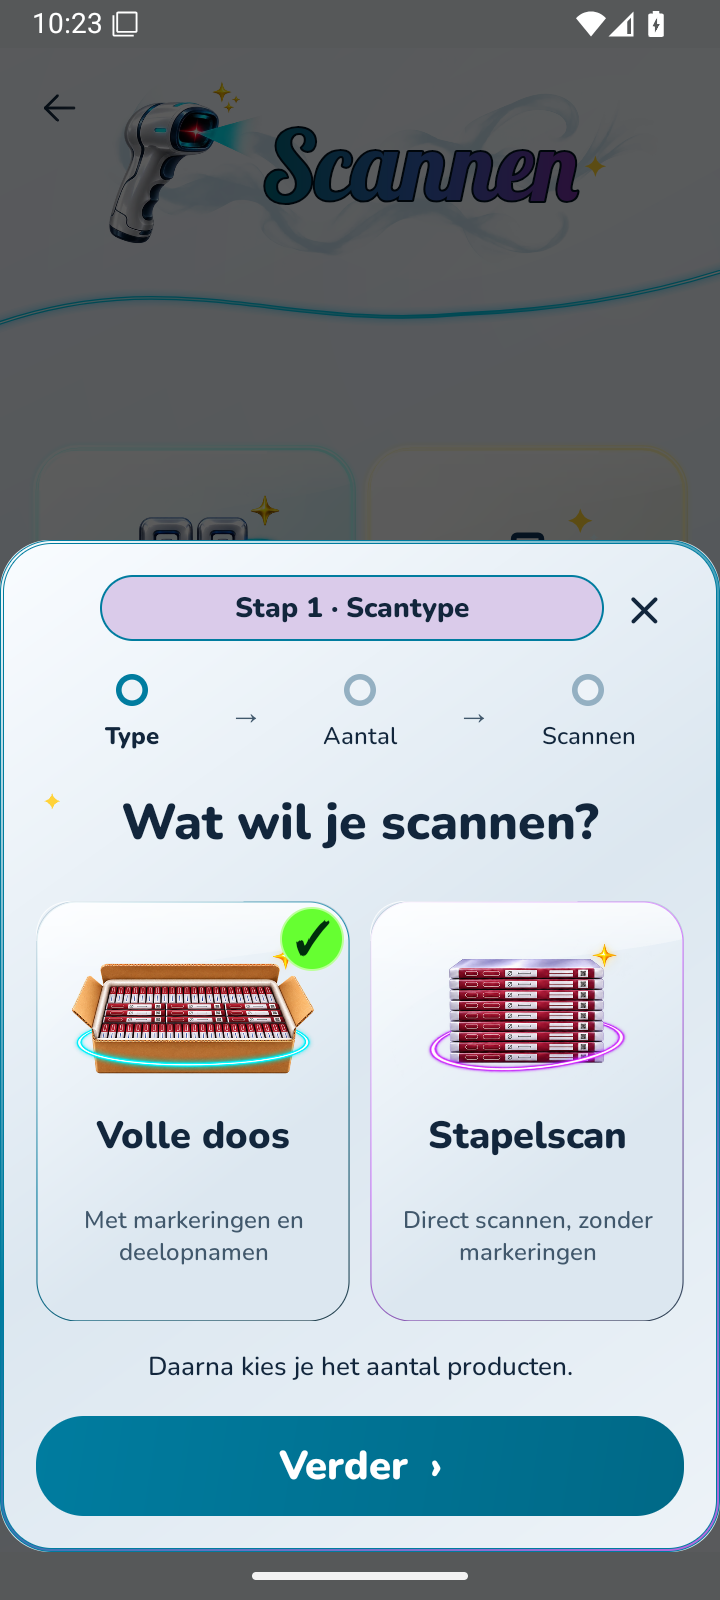 10:23
Scannen
Stap 1 · Scantype
Type → Aantal → Scannen
Wat wil je scannen?
Volle doos
Met markeringen en
deelopnamen
Stapelscan
Direct scannen, zonder
markeringen
Daarna kies je het aantal producten.
Verder ›